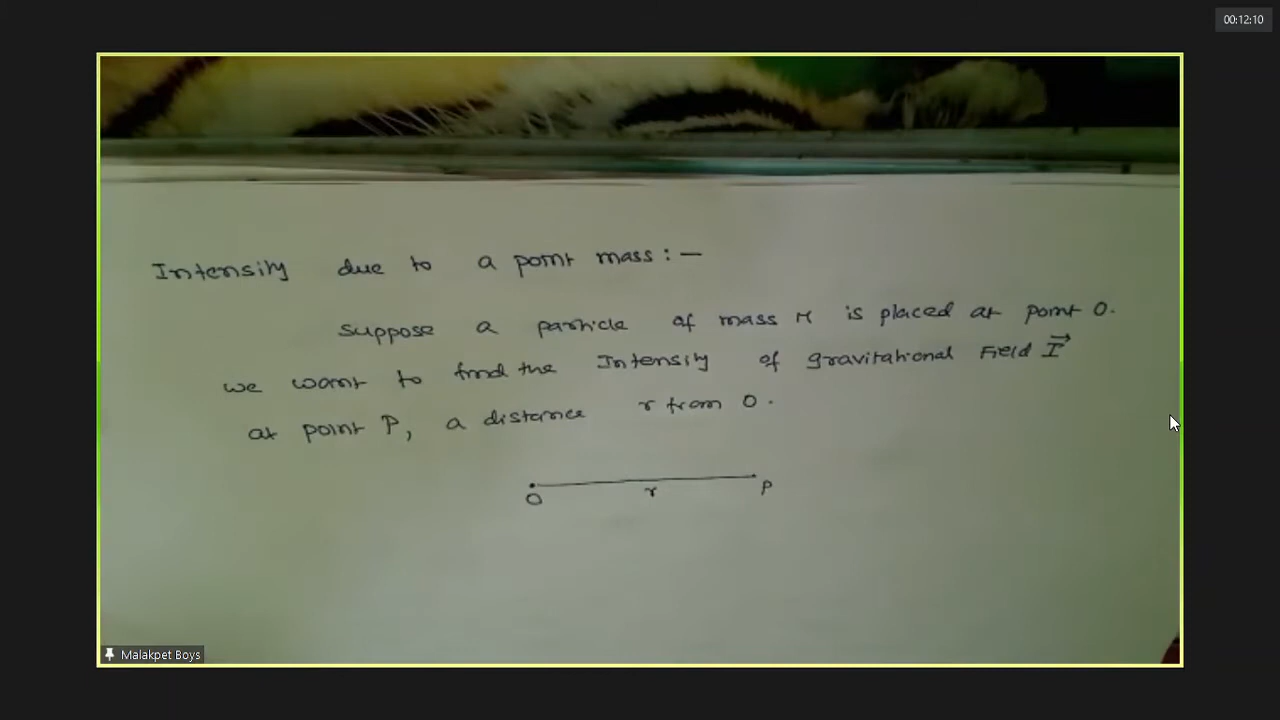 00:12:10
Intensity due to a point mass : —
Suppose a particle of mass M is placed at point O.
We want to find the Intensity of gravitational Field I
at point P, a distance r from O.
O r P
Malakpet Boys